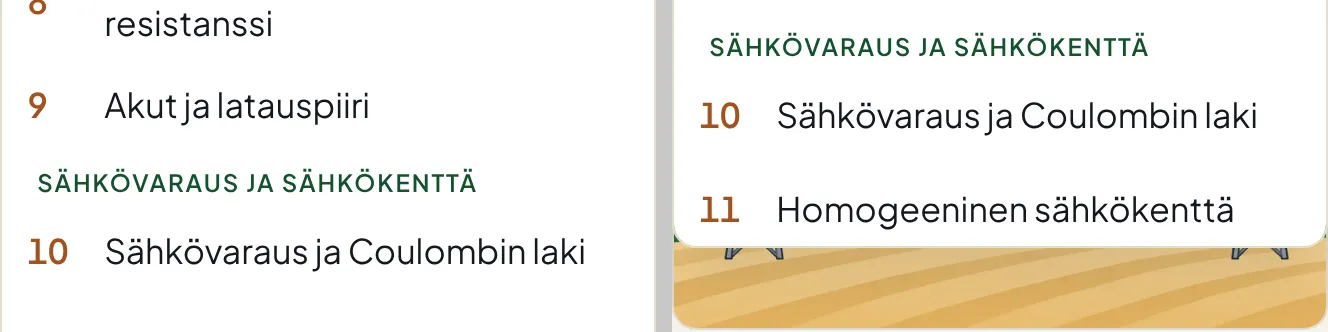 8
resistanssi
9 Akut ja latauspiiri
SÄHKÖVARAUS JA SÄHKÖKENTTÄ
10 Sähkövaraus ja Coulombin laki
SÄHKÖVARAUS JA SÄHKÖKENTTÄ
10 Sähkövaraus ja Coulombin laki
11 Homogeeninen sähkökenttä